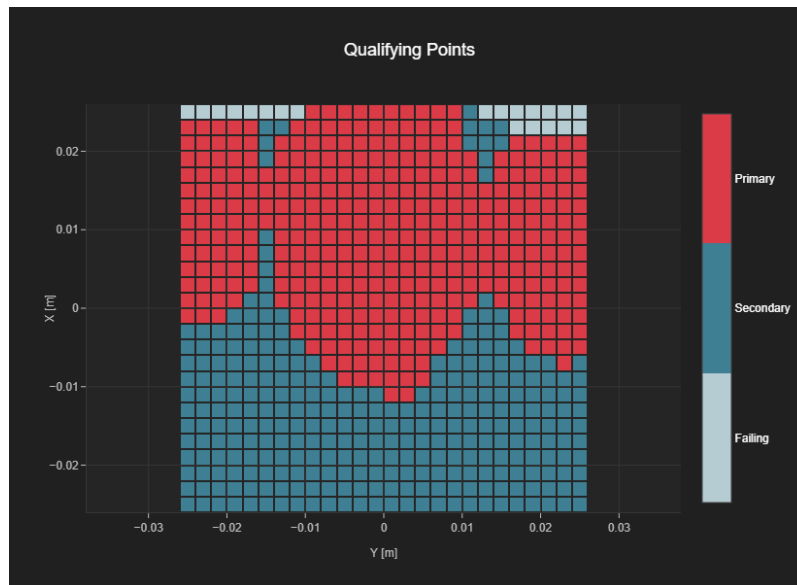 Qualifying Points
0.02
0.01
0
−0.01
−0.02
X [m]
−0.03
−0.02
−0.01
0
0.01
0.02
0.03
Y [m]
Primary
Secondary
Failing